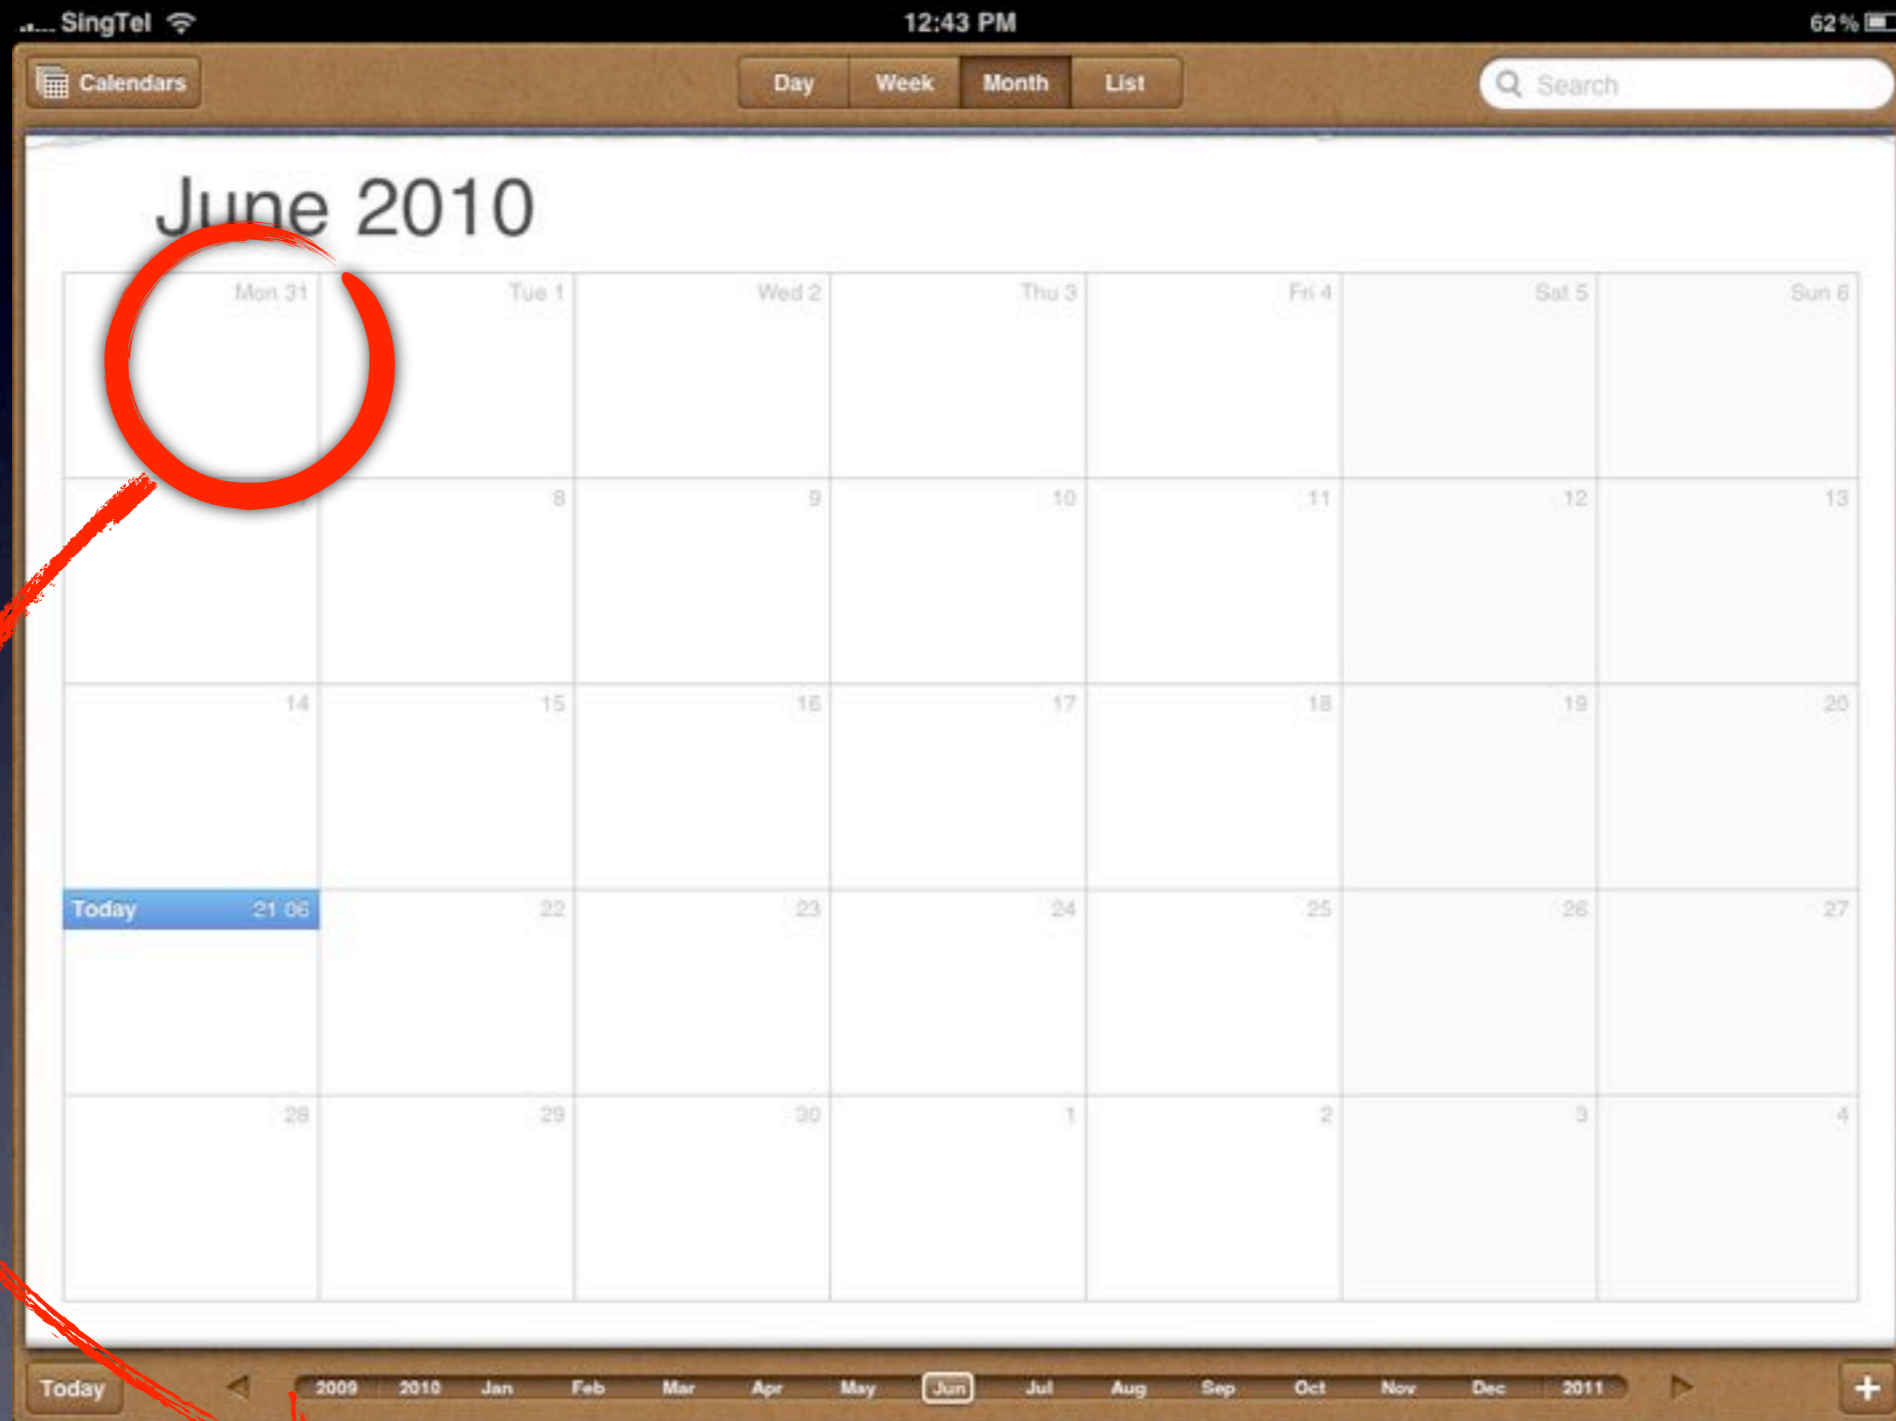 SingTel 12:43 PM 62%
Calendars Day Week Month List Search
June 2010
Mon 31 Tue 1 Wed 2 Thu 3 Fri 4 Sat 5 Sun 6
8 9 10 11 12 13
14 15 16 17 18 19 20
Today 21 06 22 23 24 25 26 27
28 29 30 1 2 3 4
Today 2009 2010 Jan Feb Mar Apr May Jun Jul Aug Sep Oct Nov Dec 2011 +